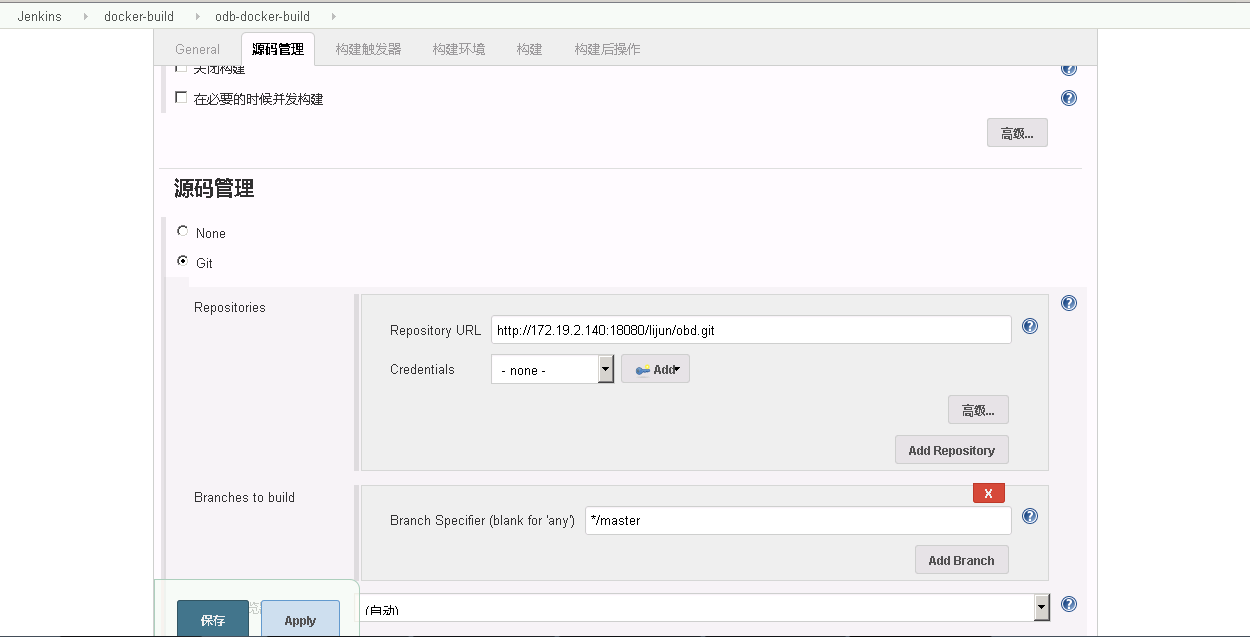 Jenkins docker-build odb-docker-build
General 源码管理 构建触发器 构建环境 构建 构建后操作
关闭构建
在必要的时候并发构建
高级...
源码管理
None
Git
Repositories
Repository URL http://172.19.2.140:18080/lijun/obd.git
Credentials - none - Add
高级...
Add Repository
Branches to build
X
Branch Specifier (blank for 'any') */master
Add Branch
(自动)
保存 Apply